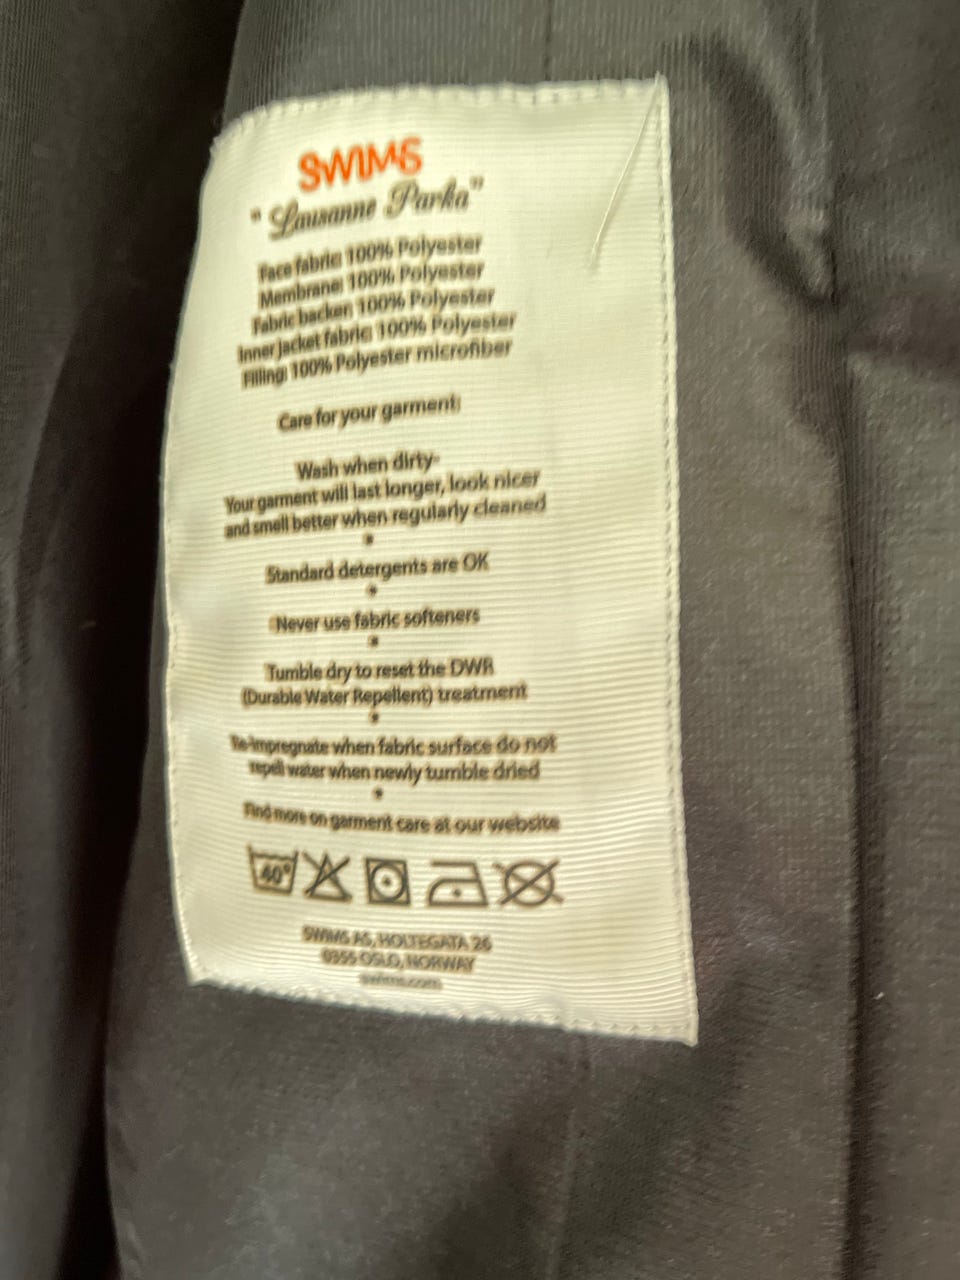 SWIMS
"Lausanne Parka"
Face fabric: 100% Polyester
Membrane: 100% Polyester
Fabric backer: 100% Polyester
Inner Jacket fabric: 100% Polyester
Filling: 100% Polyester microfiber
Care for your garment:
Wash when dirty-
Your garment will last longer, look nicer
and smell better when regularly cleaned
•
Standard detergents are OK
•
Never use fabric softeners
•
Tumble dry to reset the DWR
(Durable Water Repellent) treatment
•
Re-impregnate when fabric surface do not
repell water when newly tumble dried
•
Find more on garment care at our website
40°
SWIMS AS, HOLTEGATA 26
0355 OSLO, NORWAY
swims.com